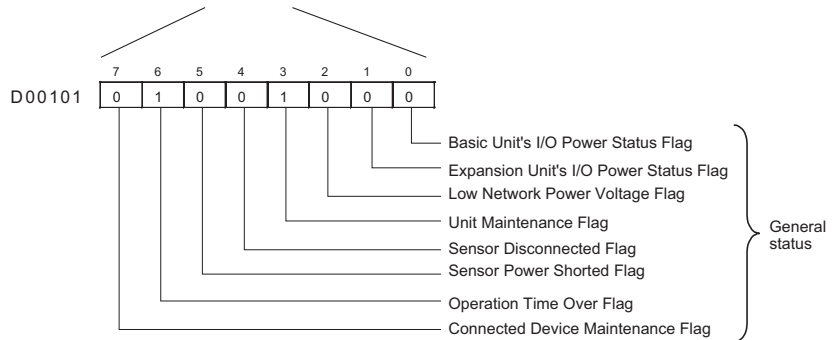 7 6 5 4 3 2 1 0
D00101 0 1 0 0 1 0 0 0
Basic Unit's I/O Power Status Flag
Expansion Unit's I/O Power Status Flag
Low Network Power Voltage Flag
Unit Maintenance Flag
Sensor Disconnected Flag
Sensor Power Shorted Flag
Operation Time Over Flag
Connected Device Maintenance Flag
General
status